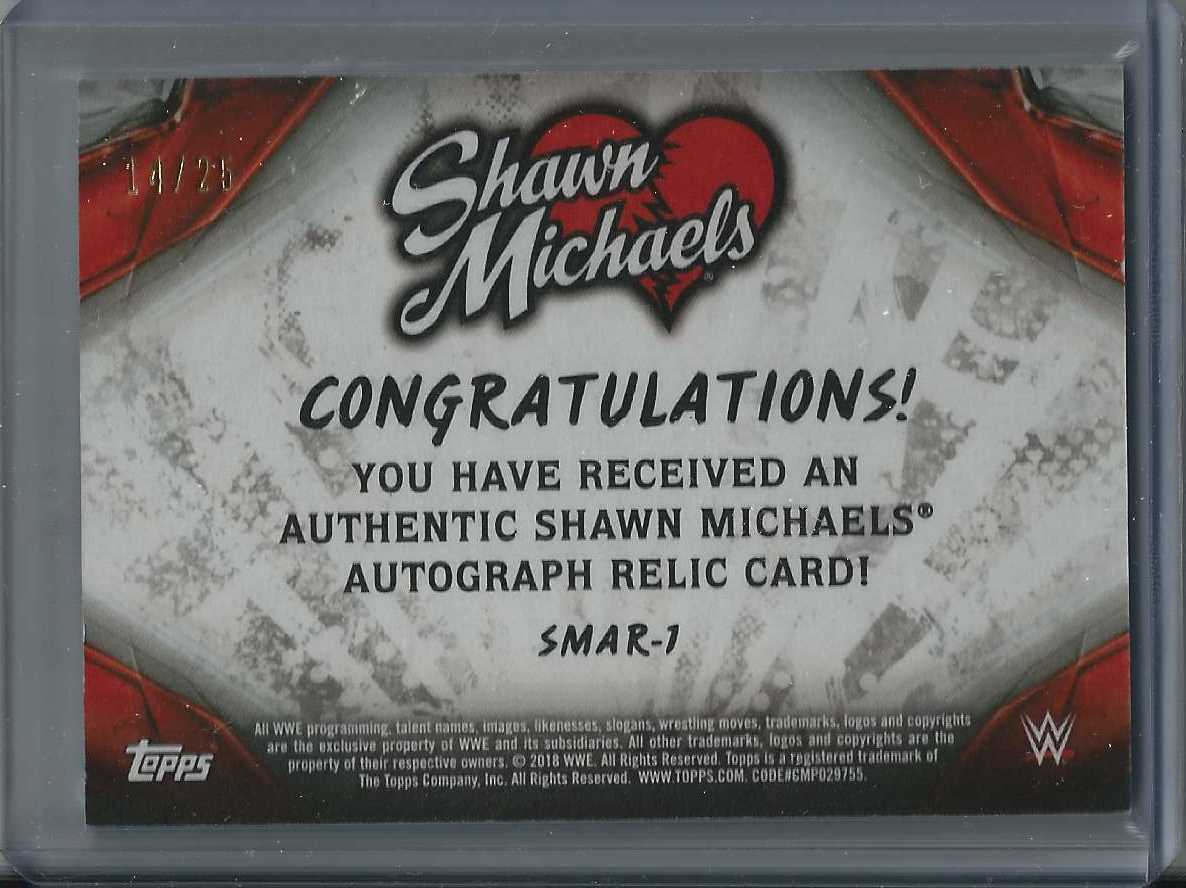 14/25
Shawn
Michaels®
CONGRATULATIONS!
YOU HAVE RECEIVED AN
AUTHENTIC SHAWN MICHAELS®
AUTOGRAPH RELIC CARD!
SMAR-1
All WWE programming, talent names, images, likenesses, slogans, wrestling moves, trademarks, logos and copyrights
are the exclusive property of WWE and its subsidiaries. All other trademarks, logos and copyrights are the
property of their respective owners. © 2018 WWE. All Rights Reserved. Topps is a registered trademark of
The Topps Company, Inc. All Rights Reserved. WWW.TOPPS.COM. CODE#CMP029755.
Topps
W